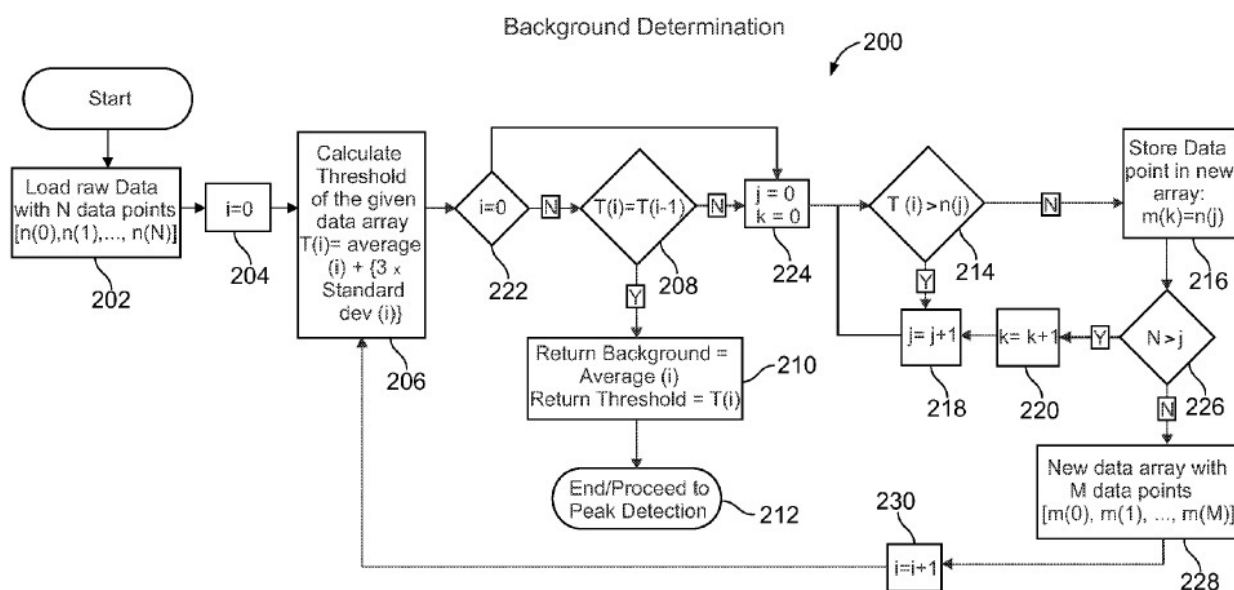 Background Determination
200
Start
Load raw Data
with N data points
[n(0),n(1),..., n(N)]
202
i=0
204
Calculate
Threshold
of the given
data array
T(i)= average
(i) + {3 x
Standard
dev (i)}
206
i=0
222
N
T(i)=T(i-1)
208
N
Y
Return Background =
Average (i)
Return Threshold = T(i)
210
End/Proceed to
Peak Detection
212
j = 0
k = 0
224
T (i)>n(j)
214
N
Y
Store Data
point in new
array:
m(k)=n(j)
216
N>j
226
Y
k= k+1
220
j= j+1
218
N
New data array with
M data points
[m(0), m(1), ..., m(M)]
228
230
i=i+1